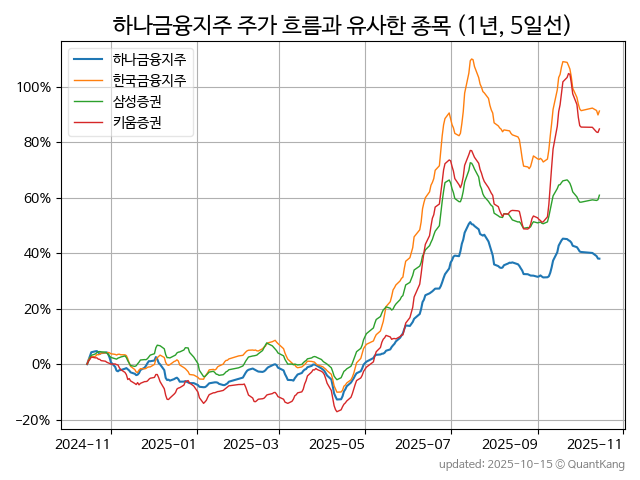 하나금융지주 주가 흐름과 유사한 종목 (1년, 5일선)
하나금융지주
한국금융지주
삼성증권
키움증권
100%
80%
60%
40%
20%
0%
−20%
2024-11
2025-01
2025-03
2025-05
2025-07
2025-09
2025-11
updated: 2025-10-15 © QuantKang